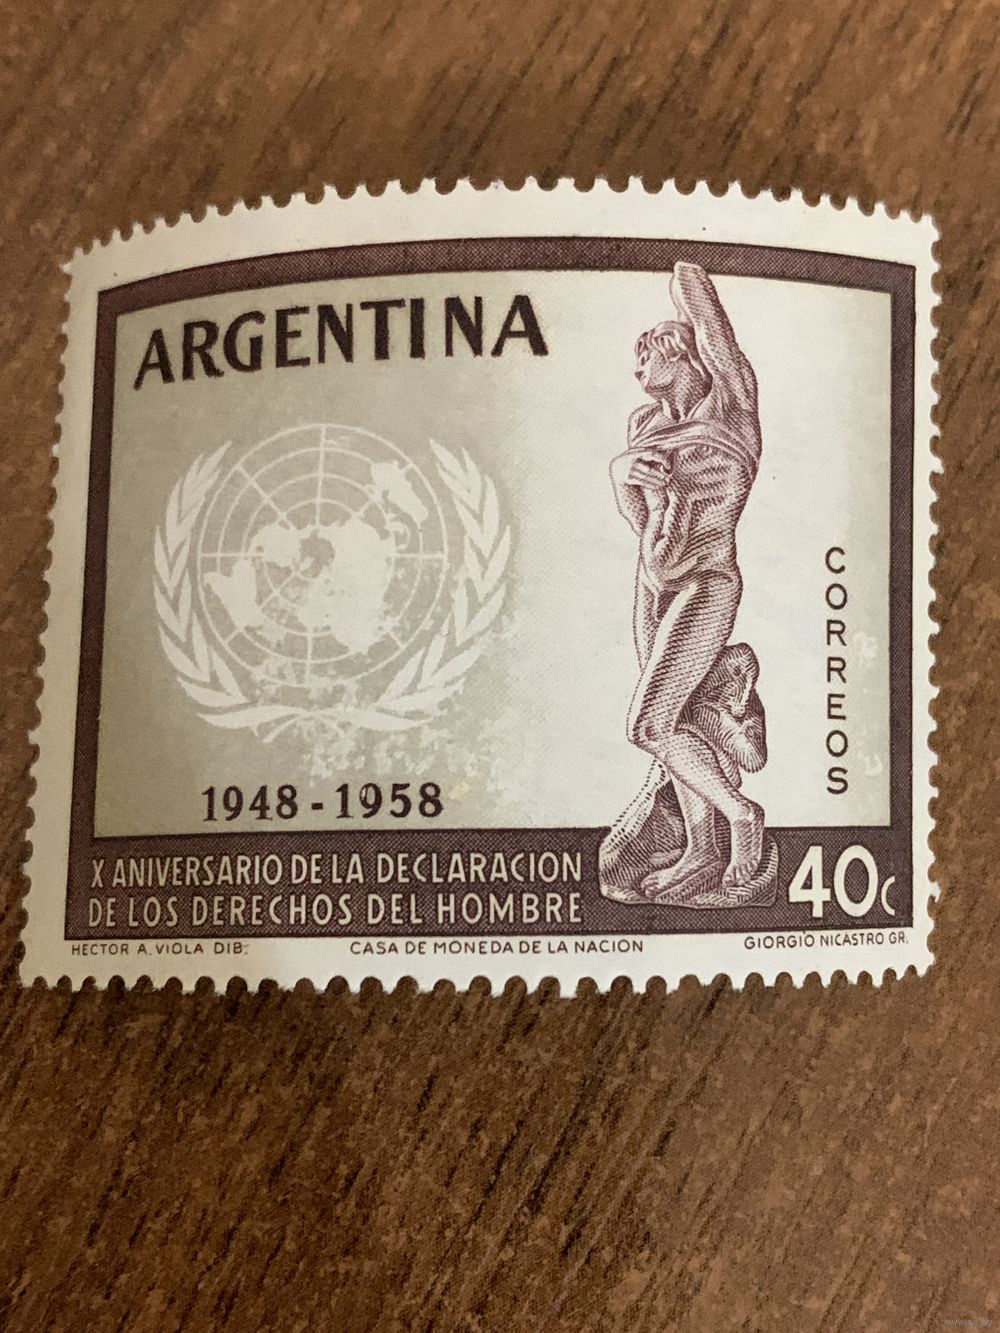 ARGENTINA
CORREOS
1948-1958
X ANIVERSARIO DE LA DECLARACION
DE LOS DERECHOS DEL HOMBRE
40c
HECTOR A. VIOLA DIB.
CASA DE MONEDA DE LA NACION
GIORGIO NICASTRO GR.